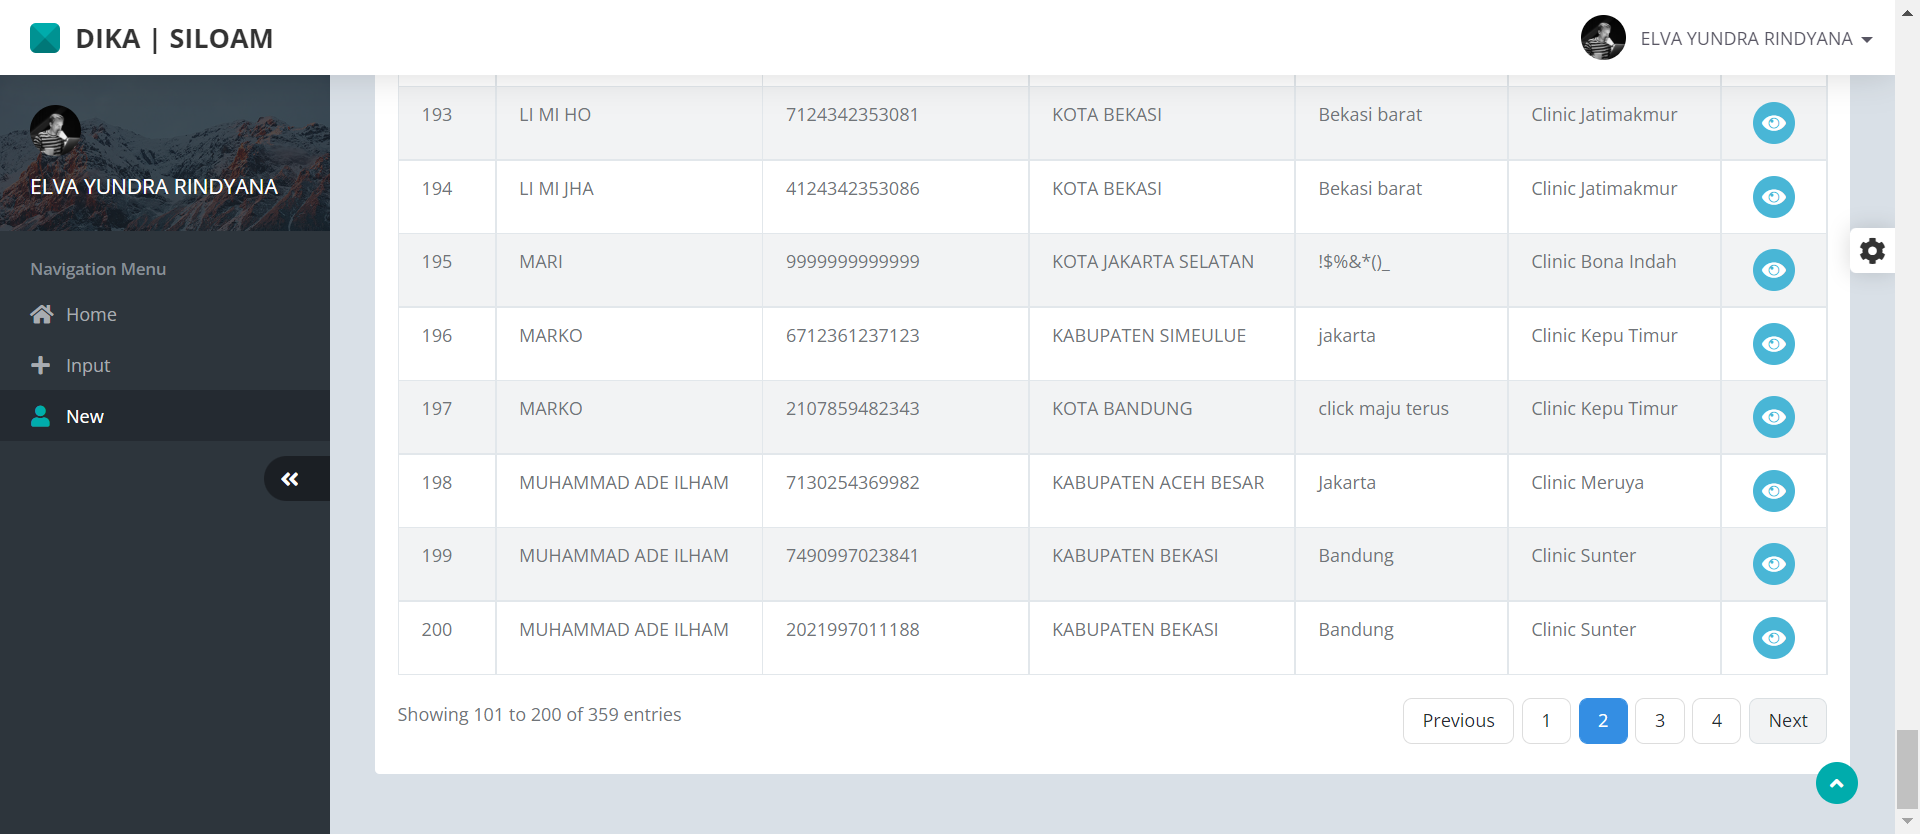 DIKA | SILOAM
ELVA YUNDRA RINDYANA
ELVA YUNDRA RINDYANA
Navigation Menu
Home
Input
New
193 LI MI HO 7124342353081 KOTA BEKASI Bekasi barat Clinic Jatimakmur
194 LI MI JHA 4124342353086 KOTA BEKASI Bekasi barat Clinic Jatimakmur
195 MARI 9999999999999 KOTA JAKARTA SELATAN !$%&*()_ Clinic Bona Indah
196 MARKO 6712361237123 KABUPATEN SIMEULUE jakarta Clinic Kepu Timur
197 MARKO 2107859482343 KOTA BANDUNG click maju terus Clinic Kepu Timur
198 MUHAMMAD ADE ILHAM 7130254369982 KABUPATEN ACEH BESAR Jakarta Clinic Meruya
199 MUHAMMAD ADE ILHAM 7490997023841 KABUPATEN BEKASI Bandung Clinic Sunter
200 MUHAMMAD ADE ILHAM 2021997011188 KABUPATEN BEKASI Bandung Clinic Sunter
Showing 101 to 200 of 359 entries
Previous 1 2 3 4 Next